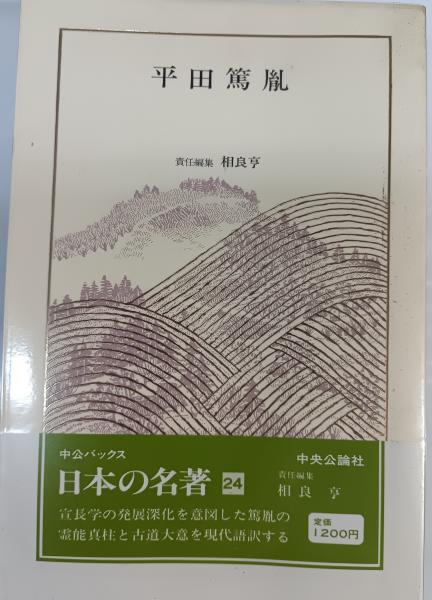 平田篤胤
責任編集 相良亨
中公バックス
中央公論社
日本の名著 24
責任編集
相良 亨
宣長学の発展深化を意図した篤胤の
霊能真柱と古道大意を現代語訳する
定価
1200円